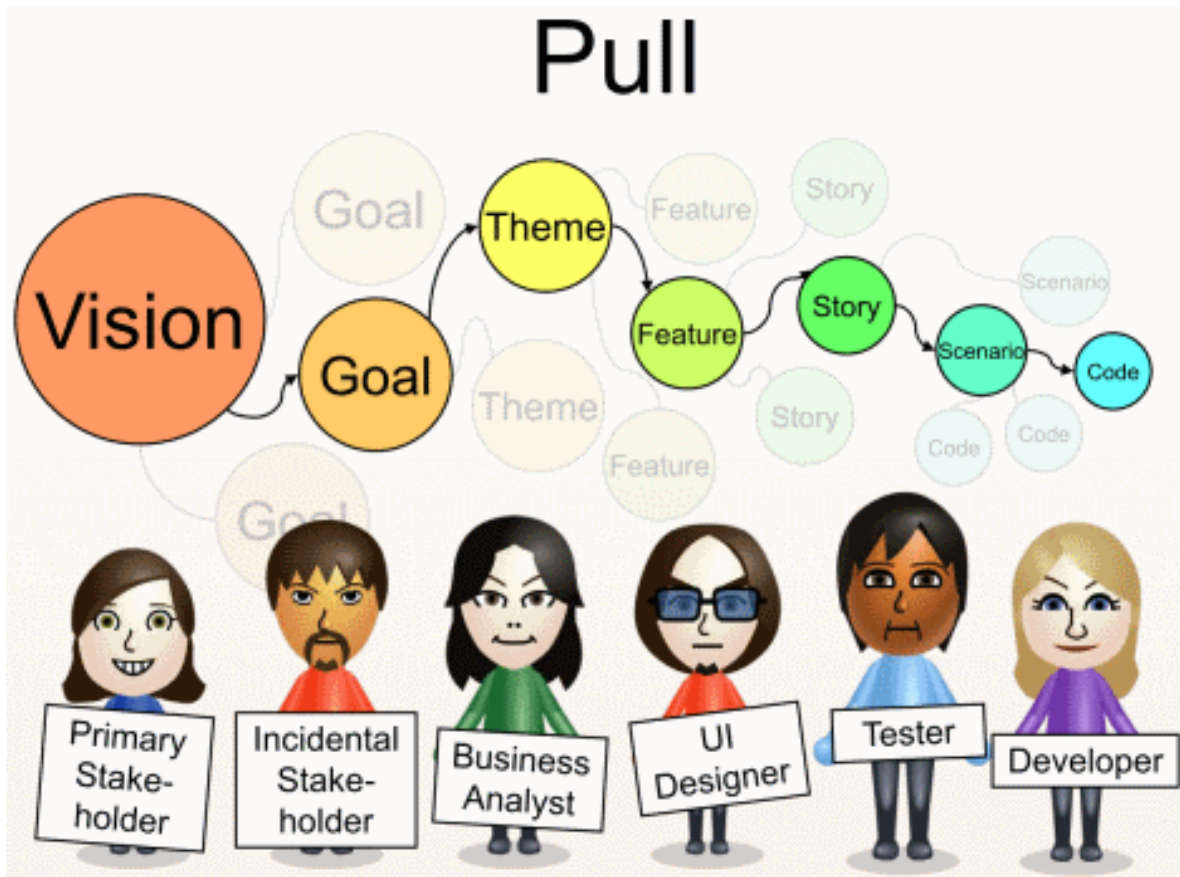 Pull
Goal
Theme
Feature
Story
Vision
Goal
Feature
Story
Scenario
Scenario
Code
Theme
Story
Feature
Code
Code
Goal
Primary
Stake-
holder
Incidental
Stake-
holder
Business
Analyst
UI
Designer
Tester
Developer